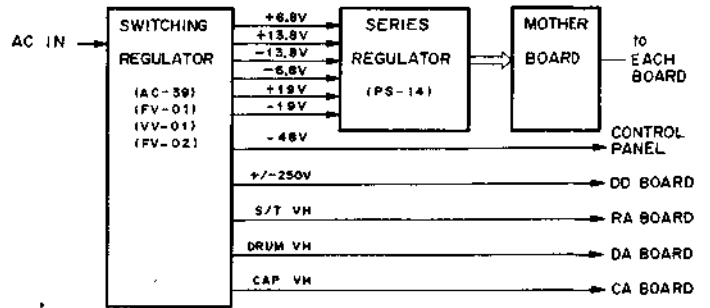 AC IN
SWITCHING
REGULATOR
(AC-39)
(FV-01)
(VV-01)
(FV-02)
+6.8V
+13.8V
-13.8V
-6.8V
+19V
-19V
SERIES
REGULATOR
(PS-14)
MOTHER
BOARD
to
EACH
BOARD
-46V
CONTROL
PANEL
+/-250V
DD BOARD
S/T VH
RA BOARD
DRUM VH
DA BOARD
CAP VH
CA BOARD